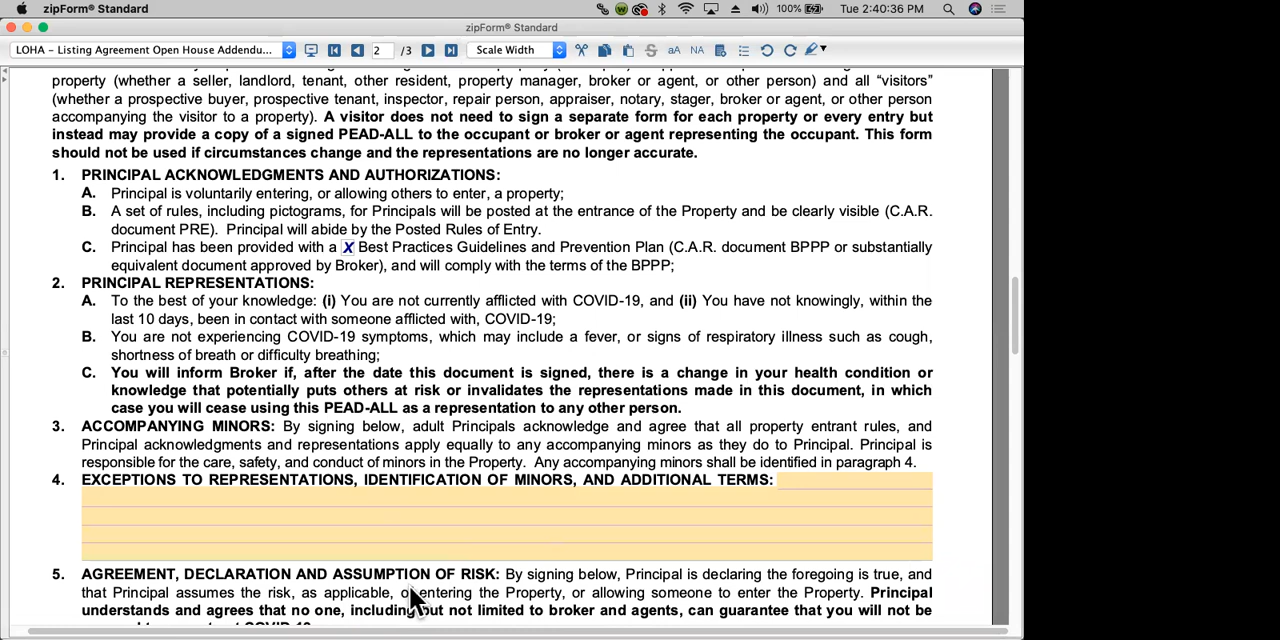 zipForm® Standard
100%
Tue 2:40:36 PM
zipForm® Standard
LOHA - Listing Agreement Open House Addendu...
2
/3
Scale Width
aA
NA
property (whether a seller, landlord, tenant, other resident, property manager, broker or agent, or other person) and all “visitors”
(whether a prospective buyer, prospective tenant, inspector, repair person, appraiser, notary, stager, broker or agent, or other person
accompanying the visitor to a property). A visitor does not need to sign a separate form for each property or every entry but
instead may provide a copy of a signed PEAD-ALL to the occupant or broker or agent representing the occupant. This form
should not be used if circumstances change and the representations are no longer accurate.
1. PRINCIPAL ACKNOWLEDGMENTS AND AUTHORIZATIONS:
A. Principal is voluntarily entering, or allowing others to enter, a property;
B. A set of rules, including pictograms, for Principals will be posted at the entrance of the Property and be clearly visible (C.A.R.
document PRE). Principal will abide by the Posted Rules of Entry.
C. Principal has been provided with a X Best Practices Guidelines and Prevention Plan (C.A.R. document BPPP or substantially
equivalent document approved by Broker), and will comply with the terms of the BPPP;
2. PRINCIPAL REPRESENTATIONS:
A. To the best of your knowledge: (i) You are not currently afflicted with COVID-19, and (ii) You have not knowingly, within the
last 10 days, been in contact with someone afflicted with, COVID-19;
B. You are not experiencing COVID-19 symptoms, which may include a fever, or signs of respiratory illness such as cough,
shortness of breath or difficulty breathing;
C. You will inform Broker if, after the date this document is signed, there is a change in your health condition or
knowledge that potentially puts others at risk or invalidates the representations made in this document, in which
case you will cease using this PEAD-ALL as a representation to any other person.
3. ACCOMPANYING MINORS: By signing below, adult Principals acknowledge and agree that all property entrant rules, and
Principal acknowledgments and representations apply equally to any accompanying minors as they do to Principal. Principal is
responsible for the care, safety, and conduct of minors in the Property. Any accompanying minors shall be identified in paragraph 4.
4. EXCEPTIONS TO REPRESENTATIONS, IDENTIFICATION OF MINORS, AND ADDITIONAL TERMS:
5. AGREEMENT, DECLARATION AND ASSUMPTION OF RISK: By signing below, Principal is declaring the foregoing is true, and
that Principal assumes the risk, as applicable, of entering the Property, or allowing someone to enter the Property. Principal
understands and agrees that no one, including but not limited to broker and agents, can guarantee that you will not be